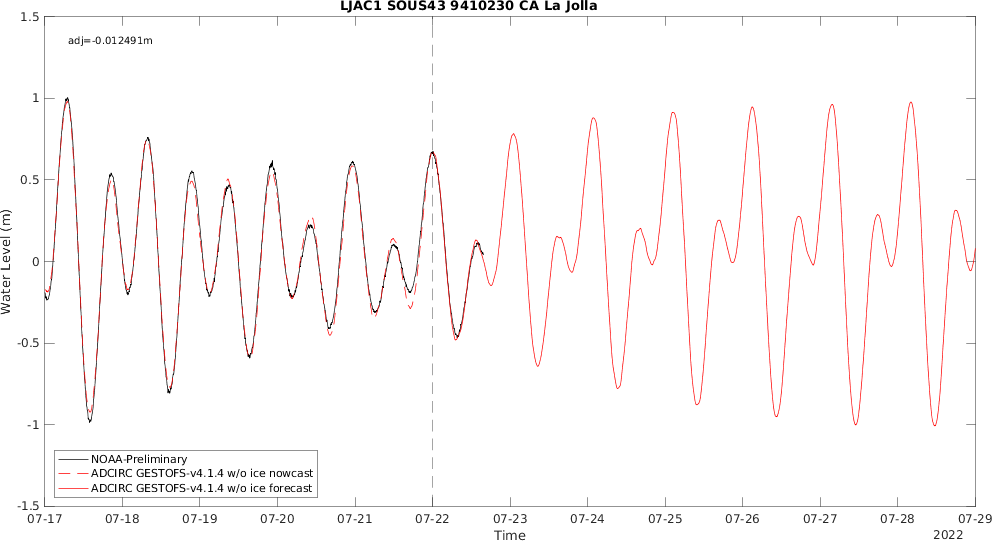 LJAC1 SOUS43 9410230 CA La Jolla
adj=-0.012491m
1.5
1
0.5
0
-0.5
-1
-1.5
Water Level (m)
NOAA-Preliminary
ADCIRC GESTOFS-v4.1.4 w/o ice nowcast
ADCIRC GESTOFS-v4.1.4 w/o ice forecast
07-17 07-18 07-19 07-20 07-21 07-22 07-23 07-24 07-25 07-26 07-27 07-28 07-29
Time
2022